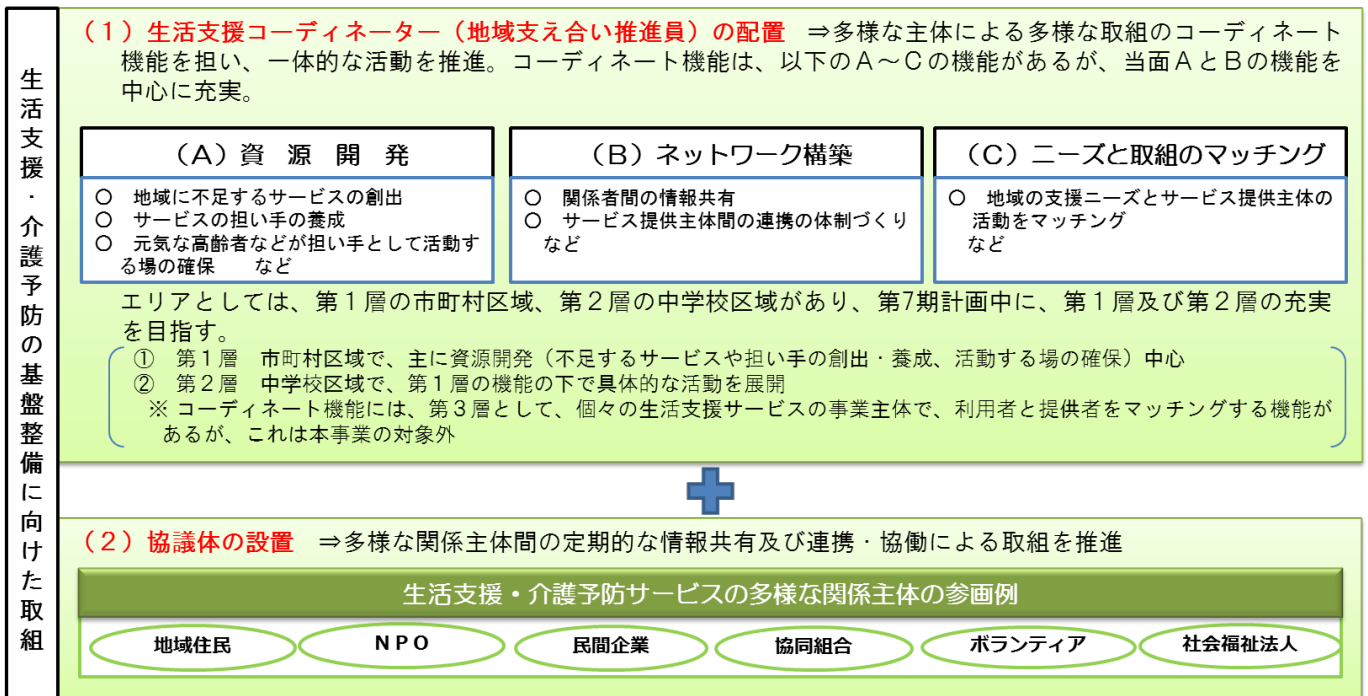 生活支援・介護予防の基盤整備に向けた取組
（１）生活支援コーディネーター（地域支え合い推進員）の配置　⇒多様な主体による多様な取組のコーディネート
機能を担い、一体的な活動を推進。コーディネート機能は、以下のＡ～Ｃの機能があるが、当面ＡとＢの機能を
中心に充実。
（Ａ）資　源　開　発
○　地域に不足するサービスの創出
○　サービスの担い手の養成
○　元気な高齢者などが担い手として活動す
る場の確保　　など
（Ｂ）ネットワーク構築
○　関係者間の情報共有
○　サービス提供主体間の連携の体制づくり
など
（Ｃ）ニーズと取組のマッチング
○　地域の支援ニーズとサービス提供主体の
活動をマッチング
など
エリアとしては、第１層の市町村区域、第２層の中学校区域があり、第7期計画中に、第１層及び第２層の充実
を目指す。
①　第１層　市町村区域で、主に資源開発（不足するサービスや担い手の創出・養成、活動する場の確保）中心
②　第２層　中学校区域で、第１層の機能の下で具体的な活動を展開
※ コーディネート機能には、第３層として、個々の生活支援サービスの事業主体で、利用者と提供者をマッチングする機能が
あるが、これは本事業の対象外
（２）協議体の設置　⇒多様な関係主体間の定期的な情報共有及び連携・協働による取組を推進
生活支援・介護予防サービスの多様な関係主体の参画例
地域住民
ＮＰＯ
民間企業
協同組合
ボランティア
社会福祉法人